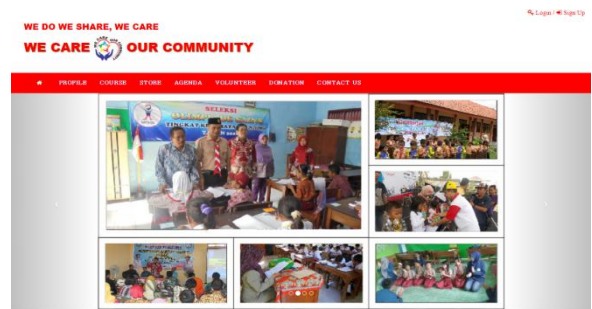 Login / Sign Up
WE DO WE SHARE, WE CARE
WE CARE OUR COMMUNITY
PROFILE COURSE STORE AGENDA VOLUNTEER DONATION CONTACT US
SELEKSI